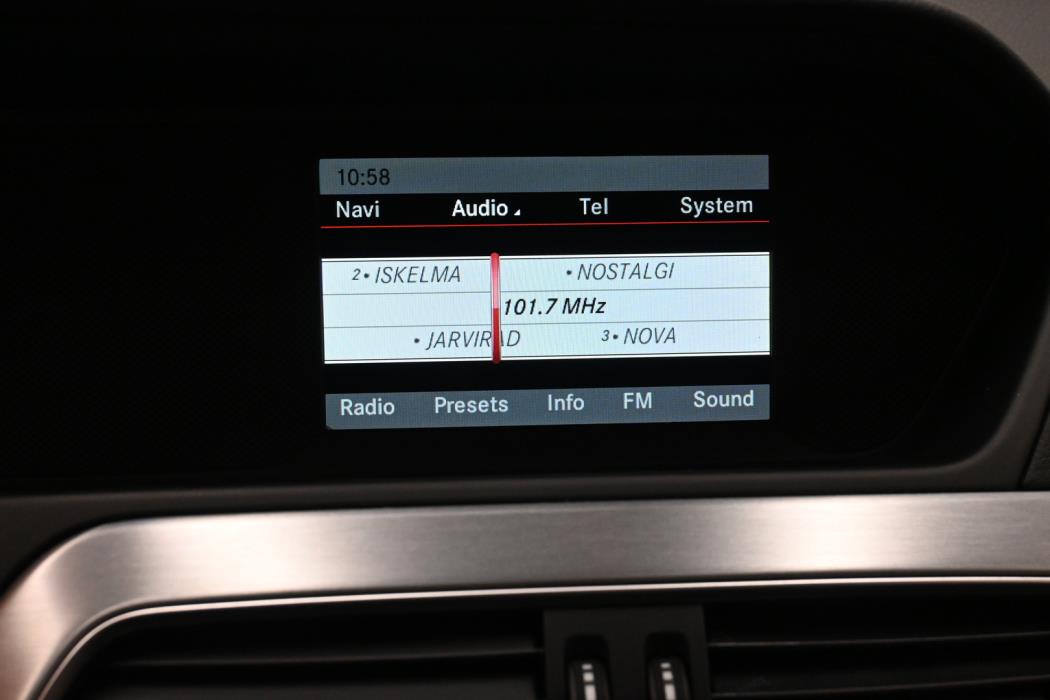 10:58
Navi Audio Tel System
2• ISKELMA • NOSTALGI
101.7 MHz
• JARVIRAD 3• NOVA
Radio Presets Info FM Sound